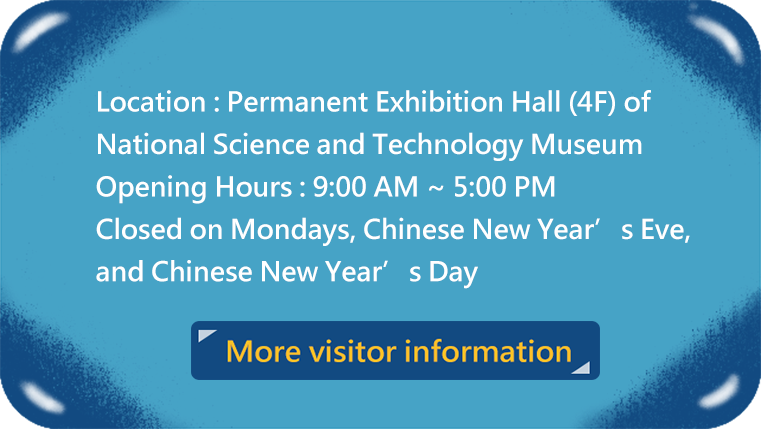 Location : Permanent Exhibition Hall (4F) of
National Science and Technology Museum
Opening Hours : 9:00 AM ~ 5:00 PM
Closed on Mondays, Chinese New Year’s Eve,
and Chinese New Year’s Day
More visitor information